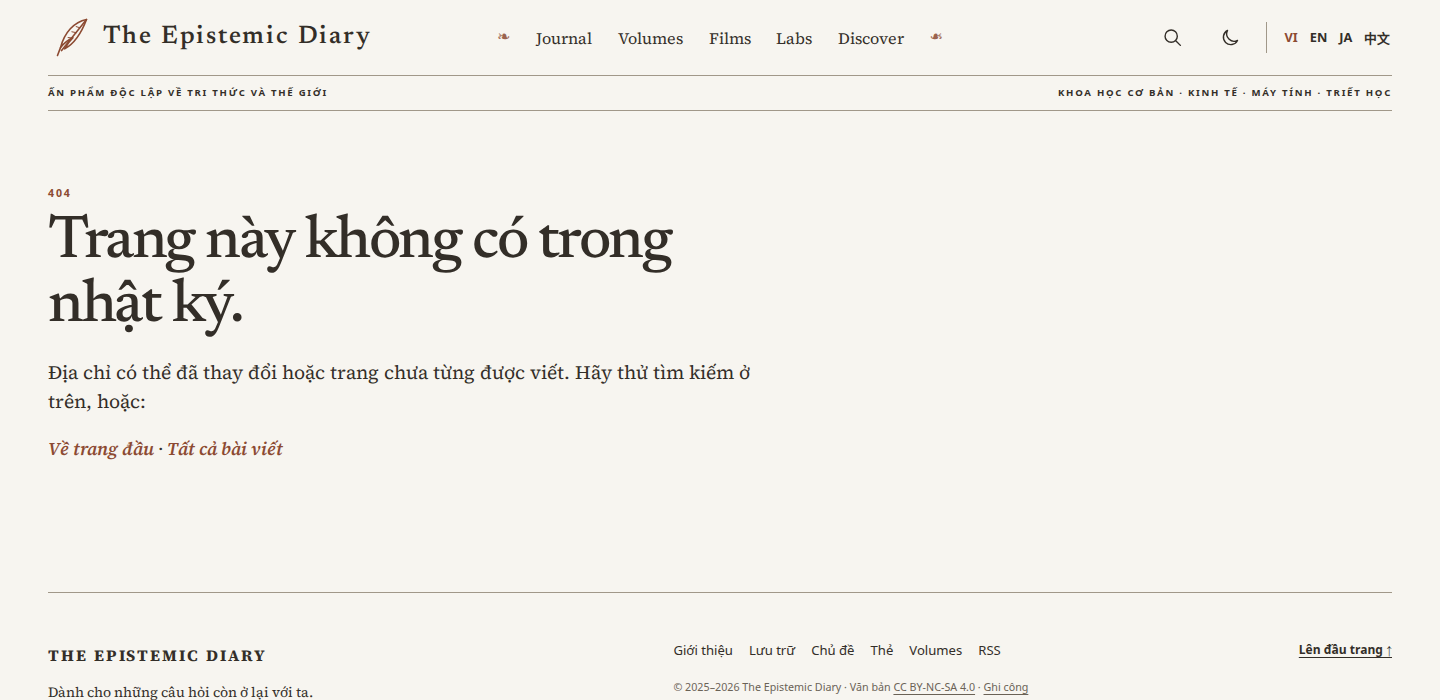 The Epistemic Diary
❧ Journal Volumes Films Labs Discover ☙
VI EN JA 中文
ẤN PHẨM ĐỘC LẬP VỀ TRI THỨC VÀ THẾ GIỚI
KHOA HỌC CƠ BẢN · KINH TẾ · MÁY TÍNH · TRIẾT HỌC
404
Trang này không có trong
nhật ký.
Địa chỉ có thể đã thay đổi hoặc trang chưa từng được viết. Hãy thử tìm kiếm ở
trên, hoặc:
Về trang đầu · Tất cả bài viết
THE EPISTEMIC DIARY
Giới thiệu Lưu trữ Chủ đề Thẻ Volumes RSS
Lên đầu trang ↑
Dành cho những câu hỏi còn ở lại với ta.
© 2025–2026 The Epistemic Diary · Văn bản CC BY-NC-SA 4.0 · Ghi công